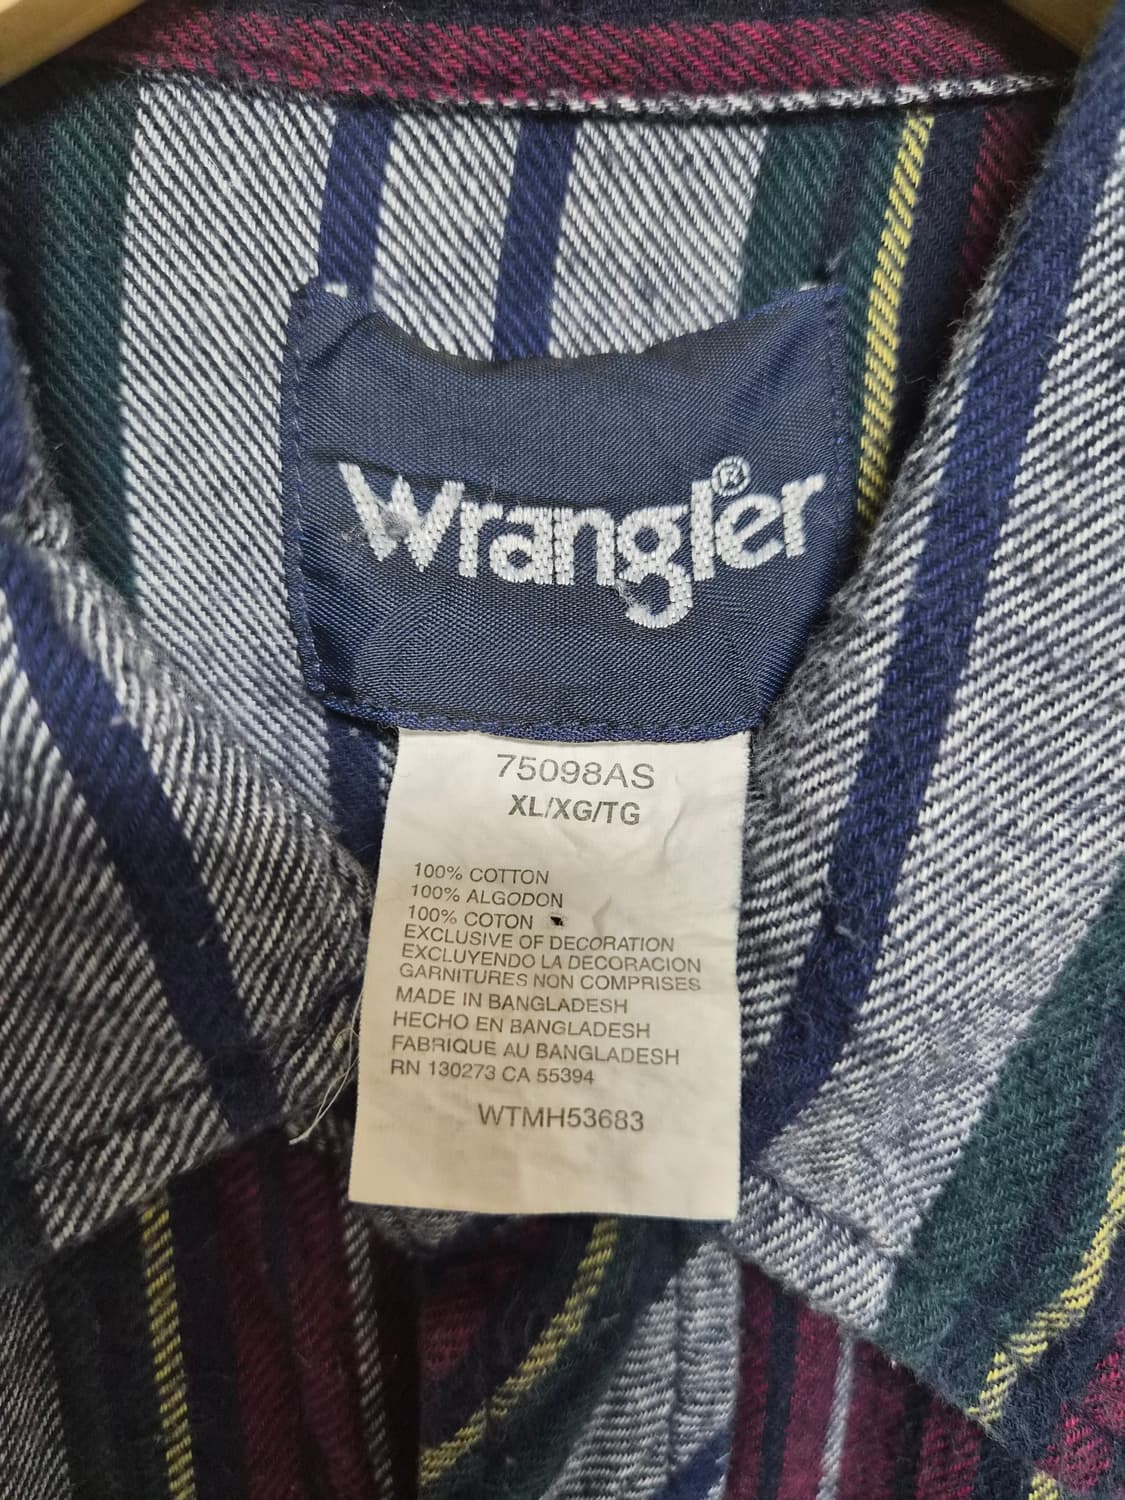 Wrangler®
75098AS
XL/XG/TG
100% COTTON
100% ALGODON
100% COTON
EXCLUSIVE OF DECORATION
EXCLUYENDO LA DECORACION
GARNITURES NON COMPRISES
MADE IN BANGLADESH
HECHO EN BANGLADESH
FABRIQUE AU BANGLADESH
RN 130273 CA 55394
WTMH53683